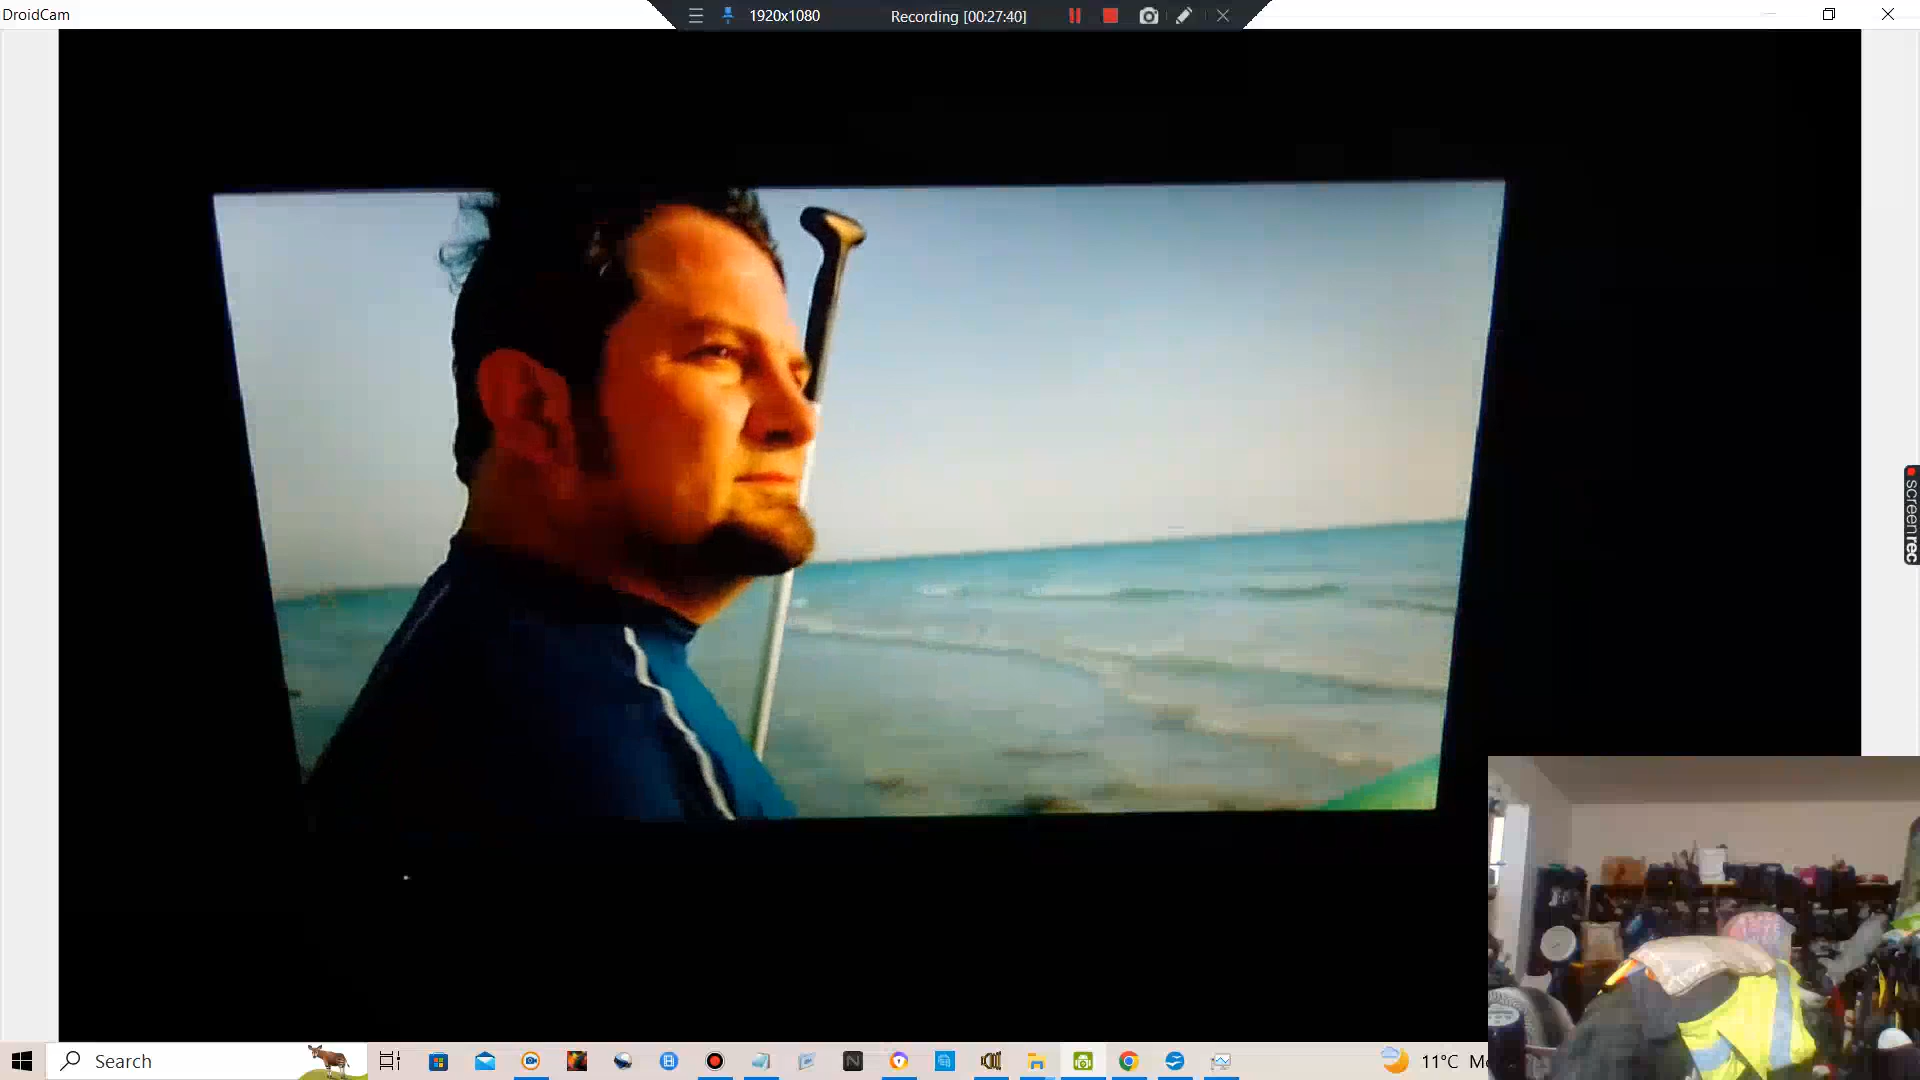 DroidCam
1920x1080
Recording [00:27:40]
screenrec
Search
11°C